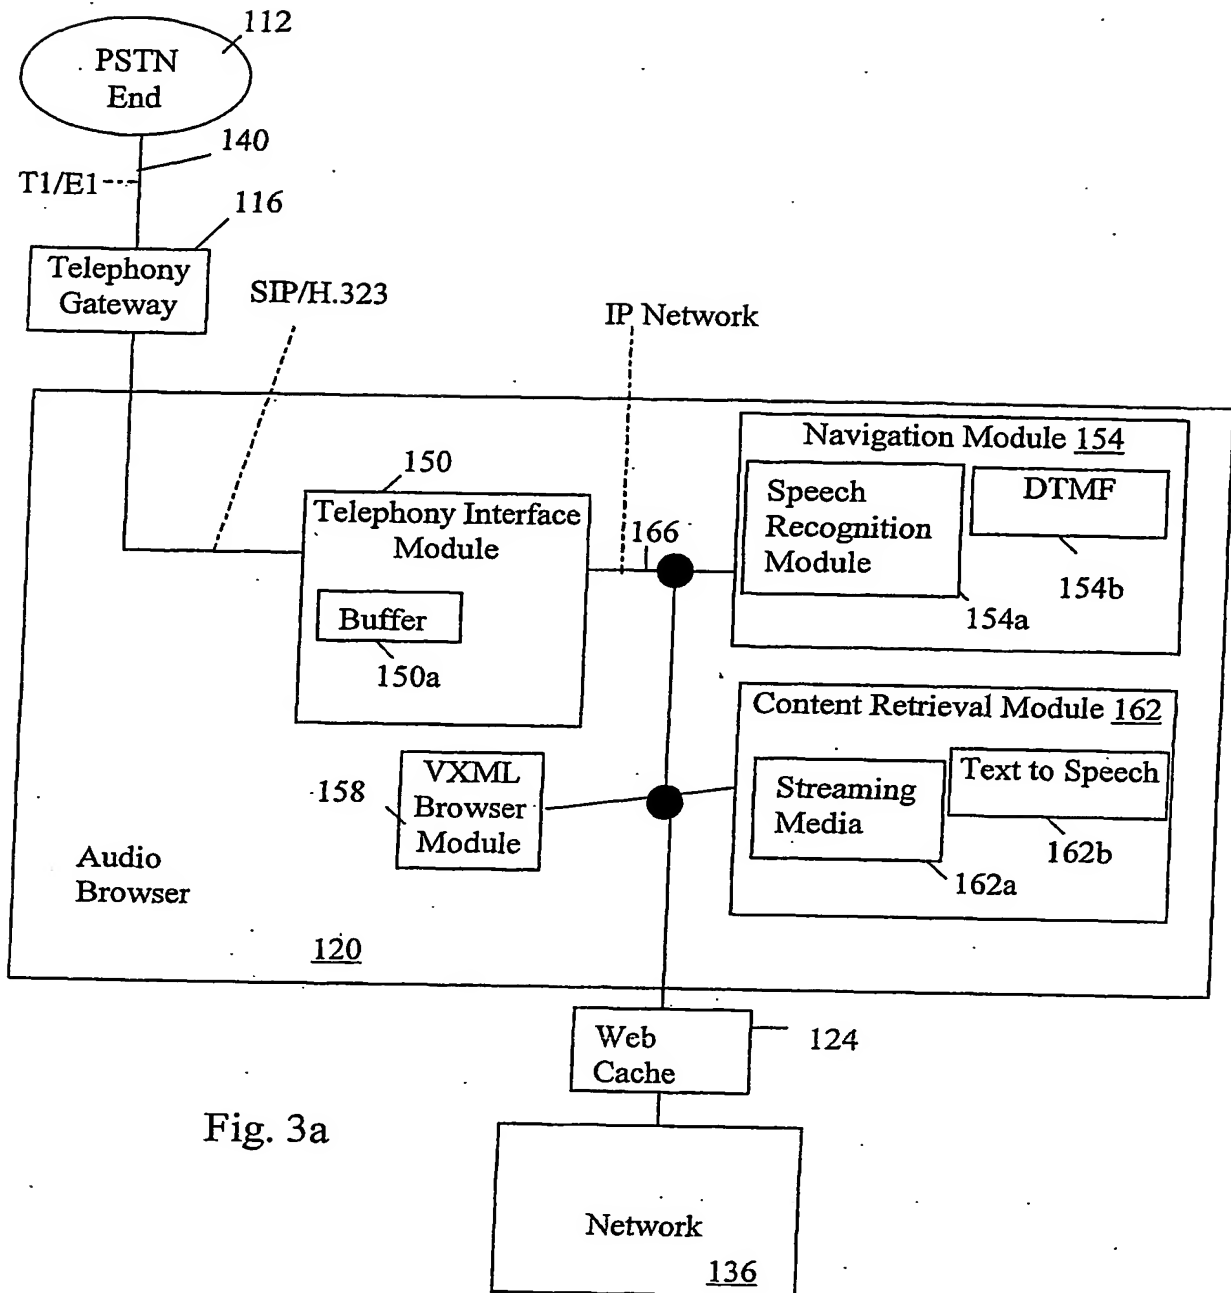 112
PSTN
End
140
T1/E1
116
Telephony
Gateway
SIP/H.323
IP Network
150
Telephony Interface
Module
Buffer
150a
166
Navigation Module 154
Speech
Recognition
Module
DTMF
154a
154b
Content Retrieval Module 162
Streaming
Media
Text to Speech
162a
162b
158
VXML
Browser
Module
Audio
Browser
120
Web
Cache
124
Fig. 3a
Network
136